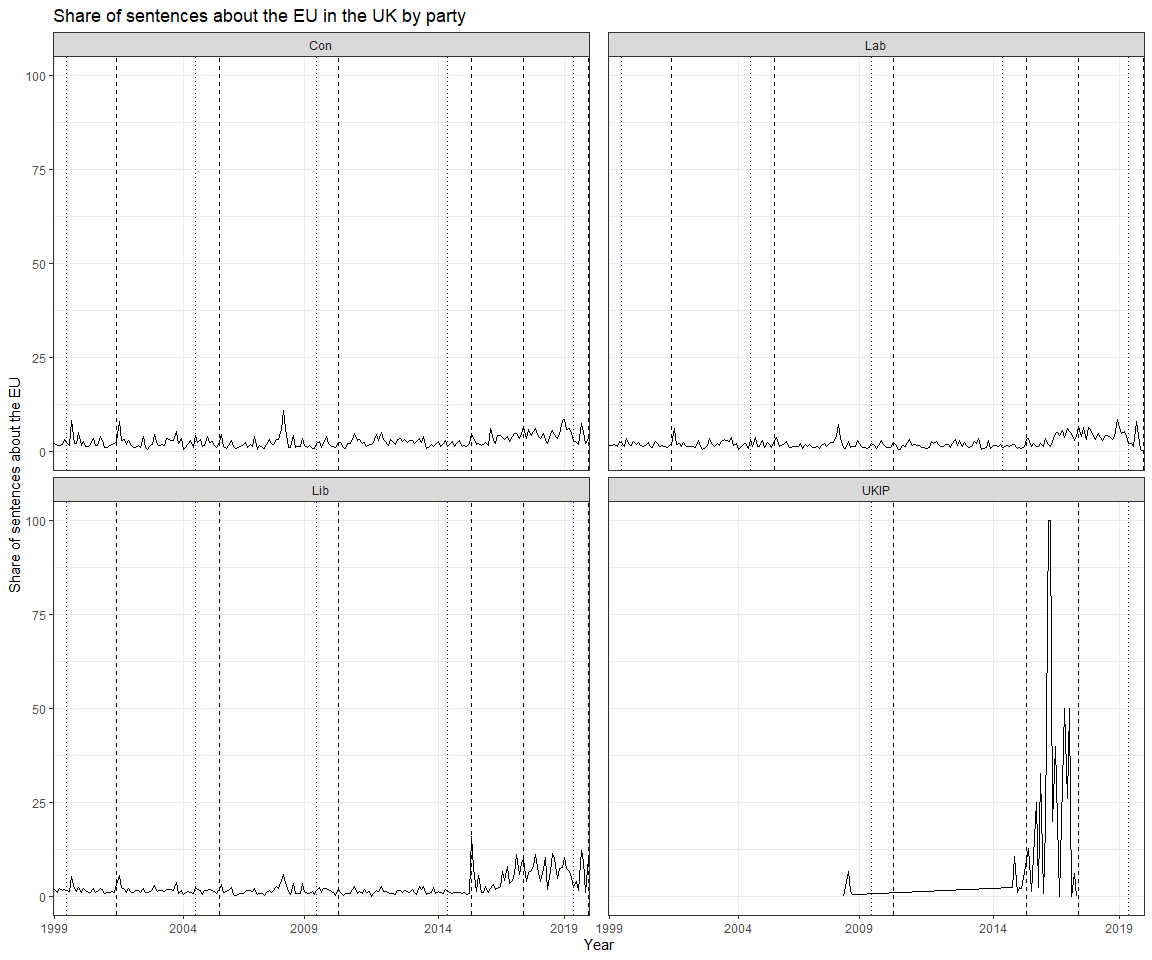 Share of sentences about the EU in the UK by party
Con
Lab
100
75
50
25
0
Share of sentences about the EU
Lib
UKIP
100
75
50
25
0
1999
2004
2009
2014
2019
1999
2004
2009
2014
2019
Year